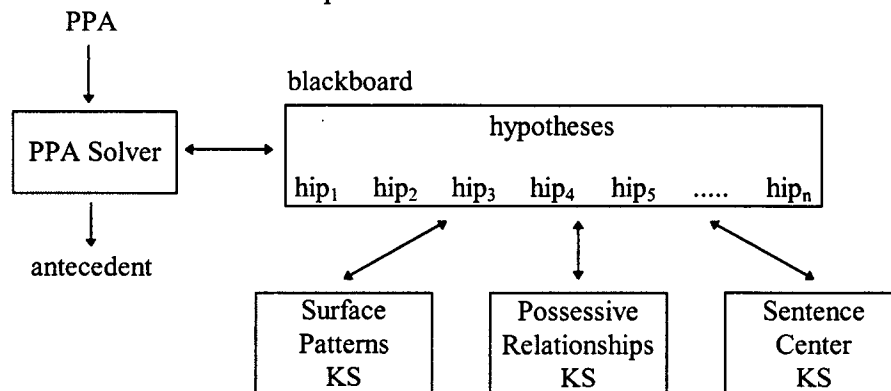 PPA
blackboard
PPA Solver
hypotheses
hip₁ hip₂ hip₃ hip₄ hip₅ ..... hipₙ
antecedent
Surface
Patterns
KS
Possessive
Relationships
KS
Sentence
Center
KS